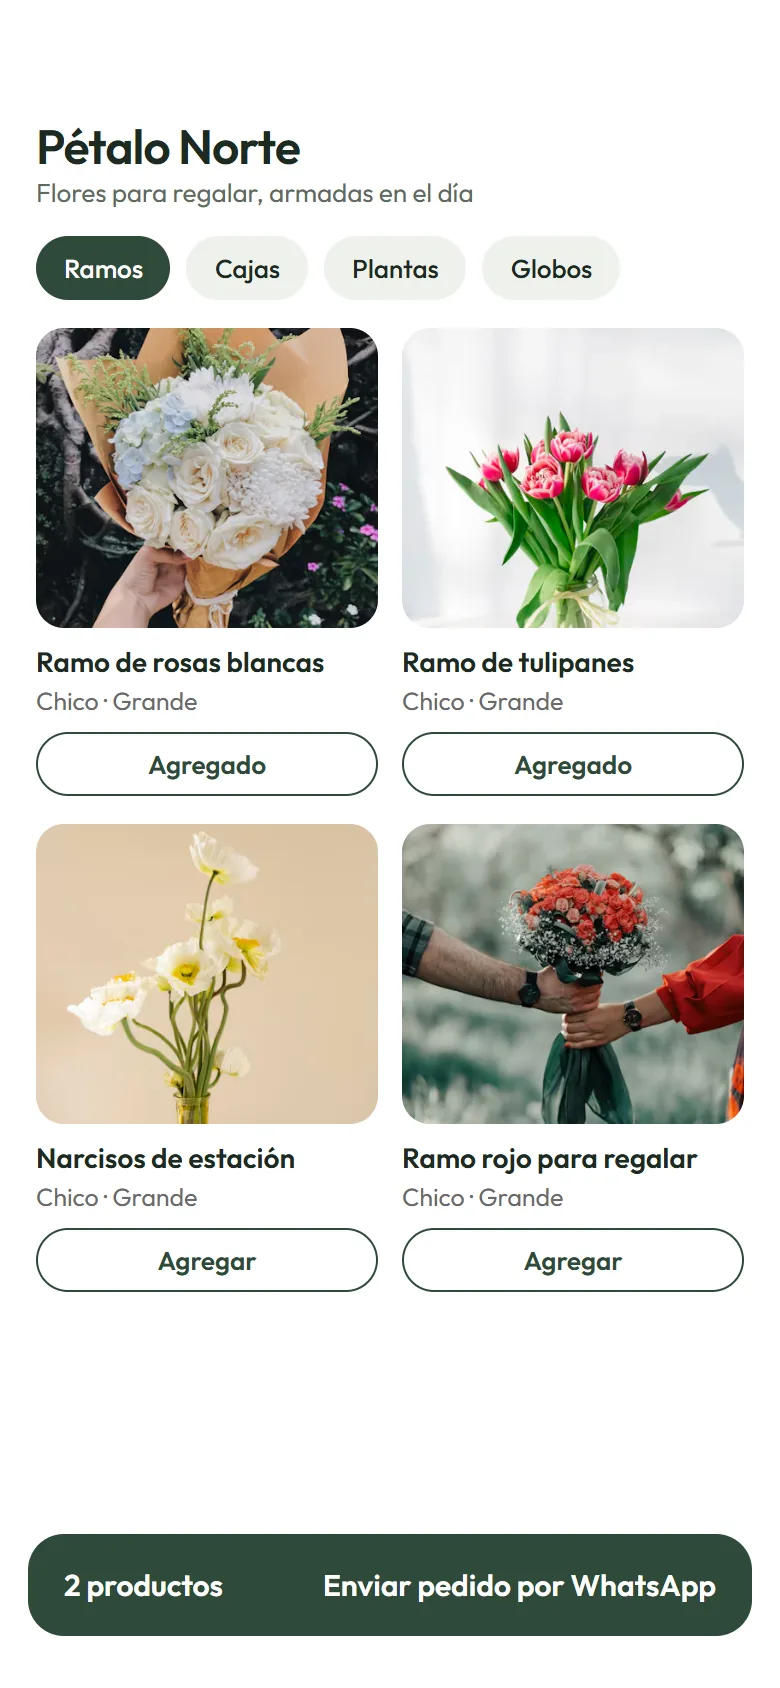 Pétalo Norte
Flores para regalar, armadas en el día
Ramos
Cajas
Plantas
Globos
Ramo de rosas blancas
Chico · Grande
Agregado
Ramo de tulipanes
Chico · Grande
Agregado
Narcisos de estación
Chico · Grande
Agregar
Ramo rojo para regalar
Chico · Grande
Agregar
2 productos
Enviar pedido por WhatsApp